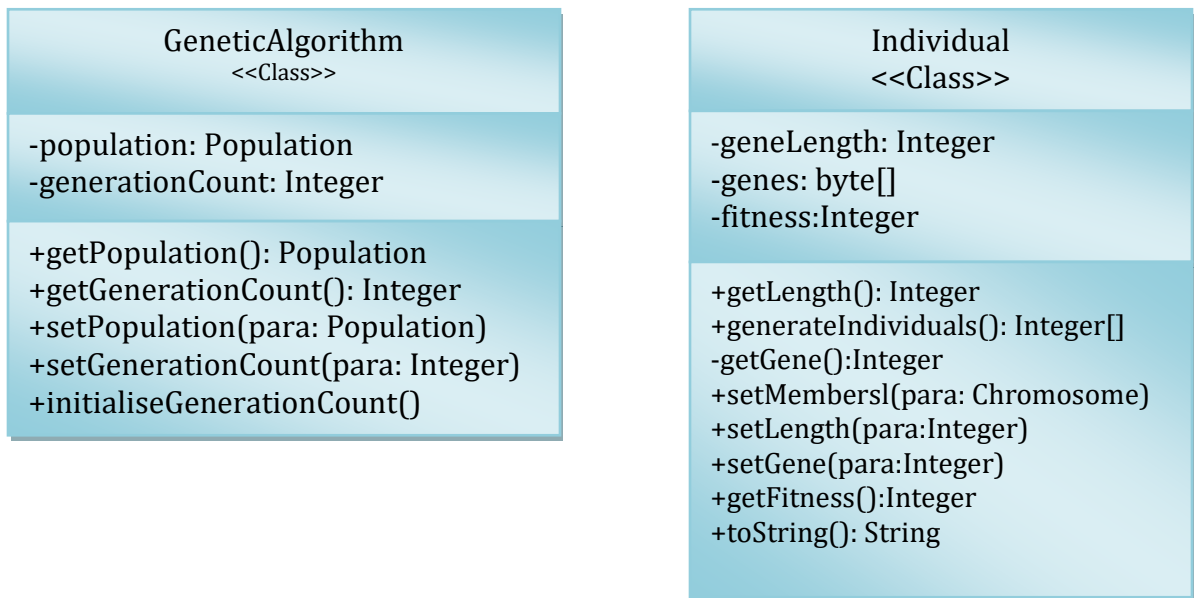 GeneticAlgorithm
<<Class>>
-population: Population
-generationCount: Integer
+getPopulation(): Population
+getGenerationCount(): Integer
+setPopulation(para: Population)
+setGenerationCount(para: Integer)
+initialiseGenerationCount()
Individual
<<Class>>
-geneLength: Integer
-genes: byte[]
-fitness:Integer
+getLength(): Integer
+generateIndividuals(): Integer[]
-getGene():Integer
+setMembersl(para: Chromosome)
+setLength(para:Integer)
+setGene(para:Integer)
+getFitness():Integer
+toString(): String